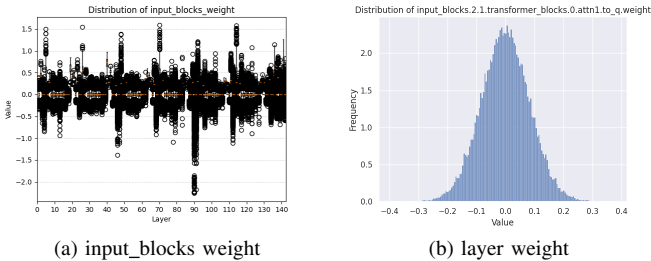 Distribution of input_blocks_weight
1.5
1.0
0.5
0.0
−0.5
−1.0
−1.5
−2.0
Value
0 10 20 30 40 50 60 70 80 90 100 110 120 130 140
Layer
(a) input_blocks weight
Distribution of input_blocks.2.1.transformer_blocks.0.attn1.to_q.weight
2.0
1.5
1.0
0.5
0.0
Frequency
−0.4 −0.3 −0.2 −0.1 0.0 0.1 0.2 0.3 0.4
Value
(b) layer weight